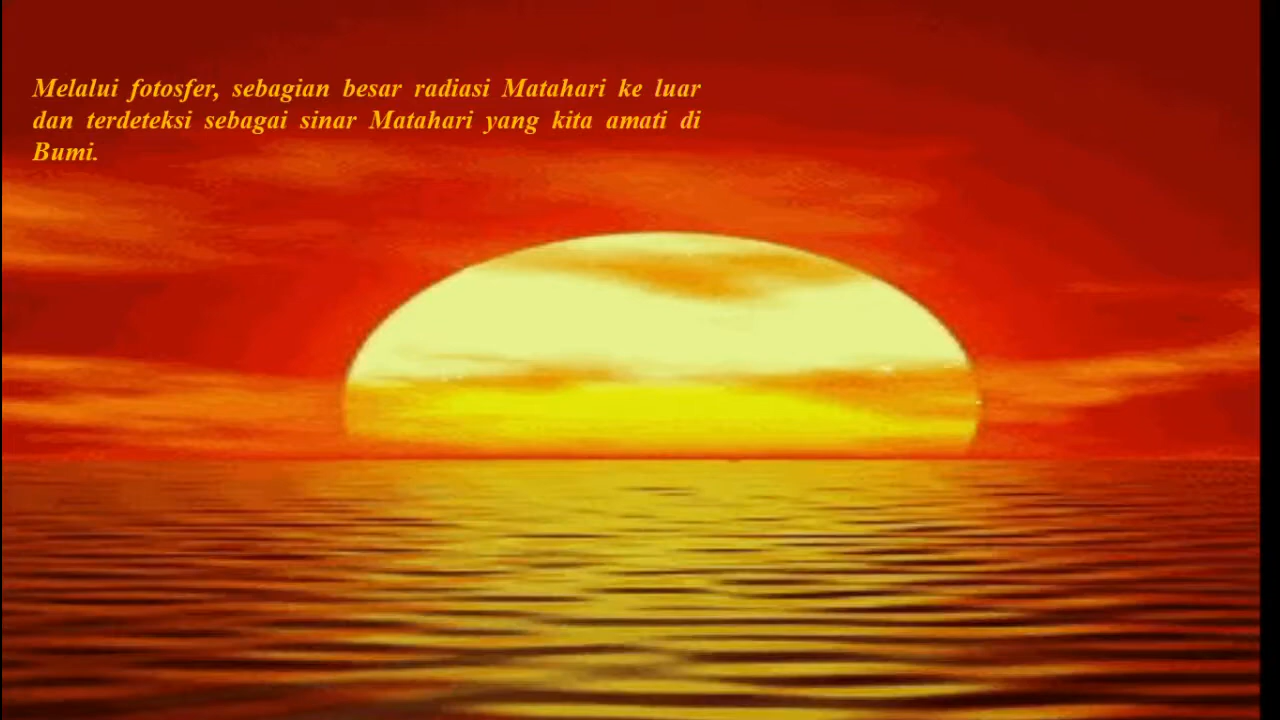 Melalui fotosfer, sebagian besar radiasi Matahari ke luar
dan terdeteksi sebagai sinar Matahari yang kita amati di
Bumi.